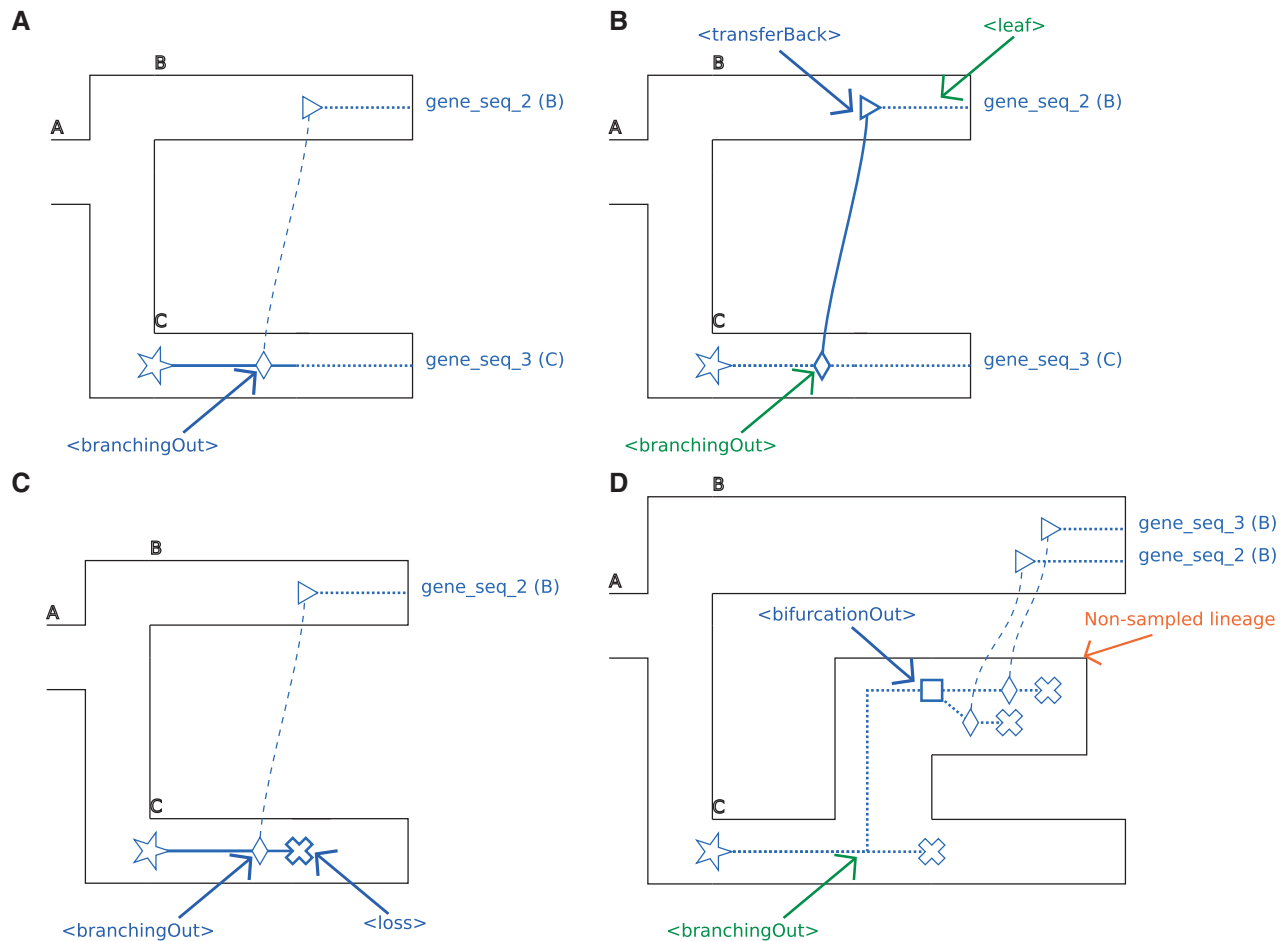 A
B
A
gene_seq_2 (B)
C
gene_seq_3 (C)
<branchingOut>
B
<transferBack>
<leaf>
B
A
gene_seq_2 (B)
C
gene_seq_3 (C)
<branchingOut>
C
B
A
gene_seq_2 (B)
C
<branchingOut>
<loss>
D
B
gene_seq_3 (B)
gene_seq_2 (B)
A
<bifurcationOut>
Non-sampled lineage
C
<branchingOut>